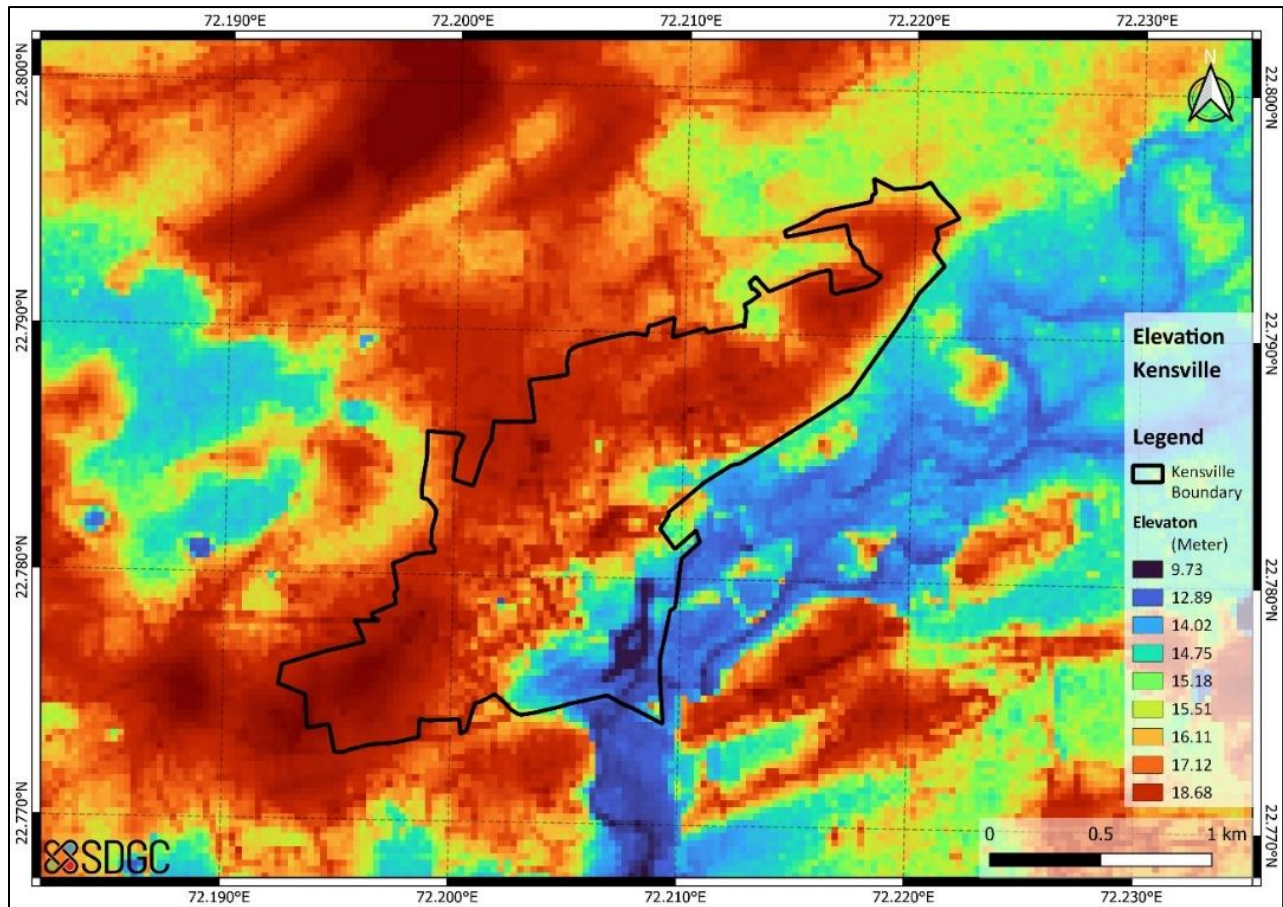 72.190°E 72.200°E 72.210°E 72.220°E 72.230°E
22.800°N 22.800°N
N
22.790°N 22.790°N
Elevation
Kensville
Legend
Kensville
Boundary
Elevaton
(Meter)
9.73
12.89
14.02
14.75
15.18
15.51
16.11
17.12
18.68
22.780°N 22.780°N
22.770°N 22.770°N
0 0.5 1 km
SDGC
72.190°E 72.200°E 72.210°E 72.220°E 72.230°E